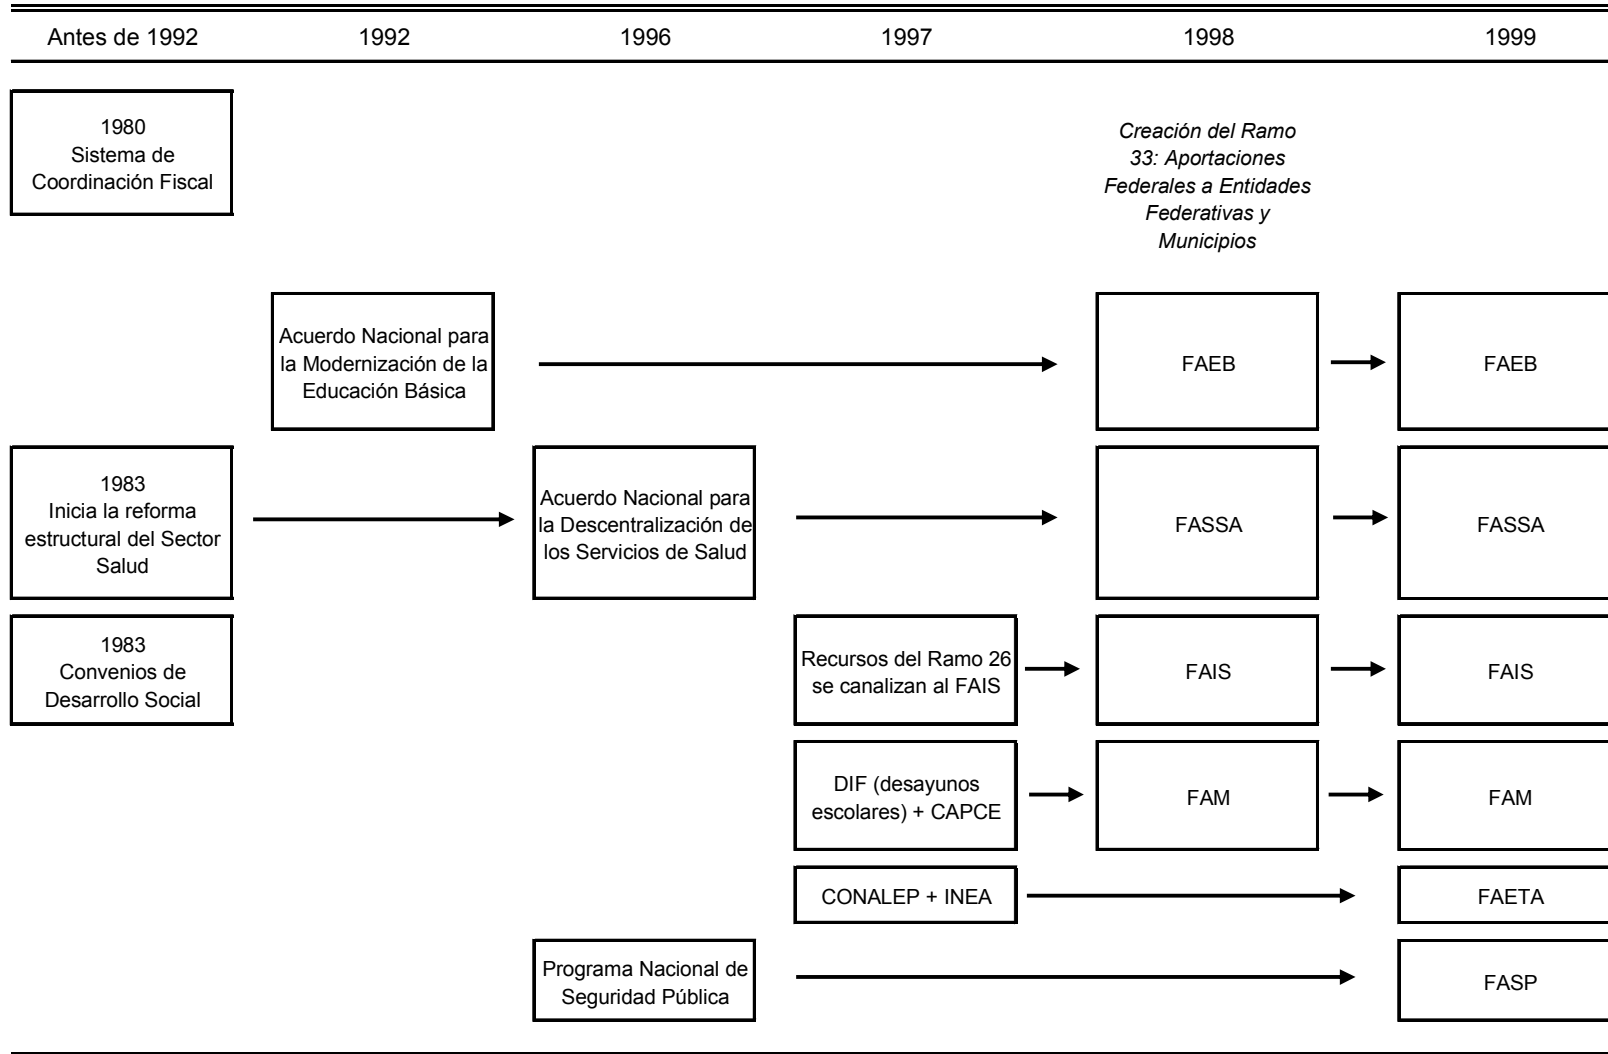 Antes de 1992
1992
1996
1997
1998
1999
1980
Sistema de
Coordinación Fiscal
Creación del Ramo
33: Aportaciones
Federales a Entidades
Federativas y
Municipios
Acuerdo Nacional para
la Modernización de la
Educación Básica
FAEB
FAEB
1983
Inicia la reforma
estructural del Sector
Salud
Acuerdo Nacional para
la Descentralización de
los Servicios de Salud
FASSA
FASSA
1983
Convenios de
Desarrollo Social
Recursos del Ramo 26
se canalizan al FAIS
FAIS
FAIS
DIF (desayunos
escolares) + CAPCE
FAM
FAM
CONALEP + INEA
FAETA
Programa Nacional de
Seguridad Pública
FASP